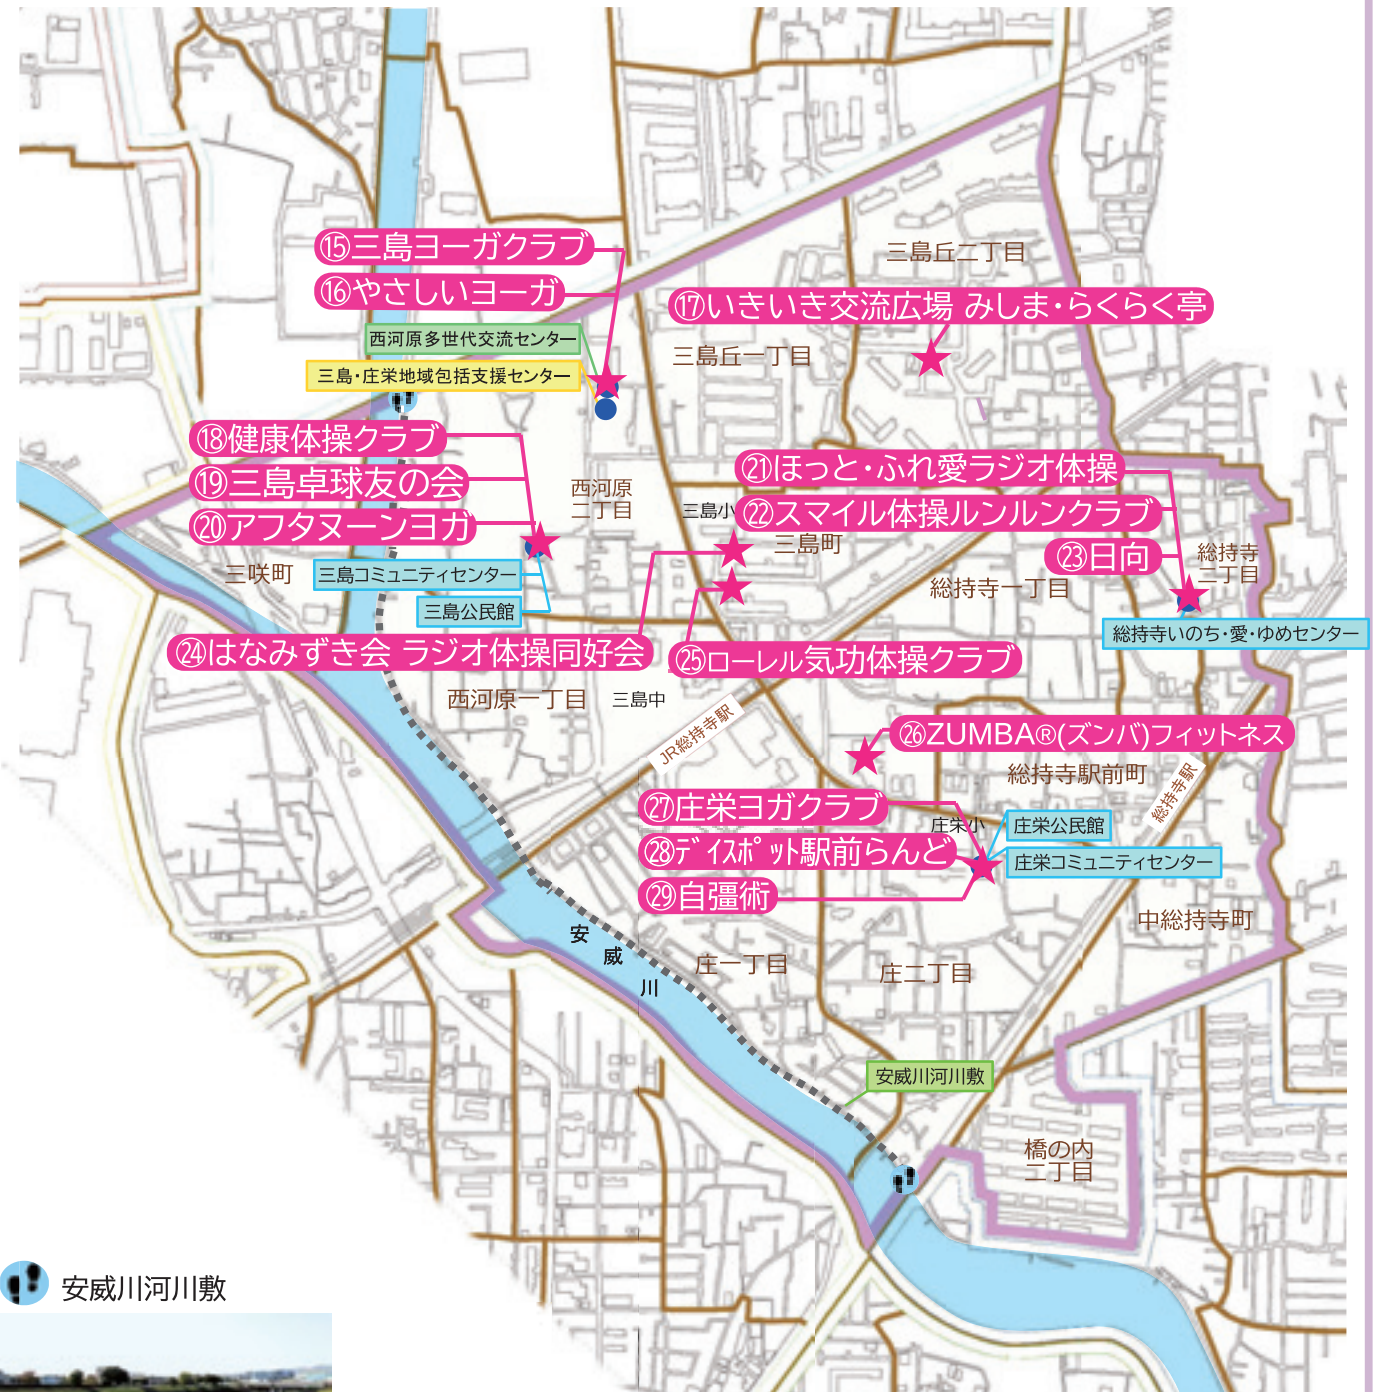 三島丘二丁目
⑮三島ヨーガクラブ
⑯やさしいヨーガ
⑰いきいき交流広場 みしま・らくらく亭
西河原多世代交流センター
三島丘一丁目
三島・庄栄地域包括支援センター
⑱健康体操クラブ
⑲三島卓球友の会
⑳アフタヌーンヨガ
西河原
二丁目
㉑ほっと・ふれ愛ラジオ体操
三島小
㉒スマイル体操ルンルンクラブ
三島町
㉓日向
総持寺
二丁目
三咲町
三島コミュニティセンター
総持寺一丁目
三島公民館
総持寺いのち・愛・ゆめセンター
㉔はなみずき会 ラジオ体操同好会
㉕ローレル気功体操クラブ
西河原一丁目
三島中
JR総持寺駅
㉖ZUMBA®(ズンバ)フィットネス
総持寺駅前町
総持寺駅
㉗庄栄ヨガクラブ
庄栄小
庄栄公民館
㉘デイスポット駅前らんど
庄栄コミュニティセンター
㉙自彊術
中総持寺町
安威川
庄一丁目
庄二丁目
安威川河川敷
橋の内
二丁目
安威川河川敷